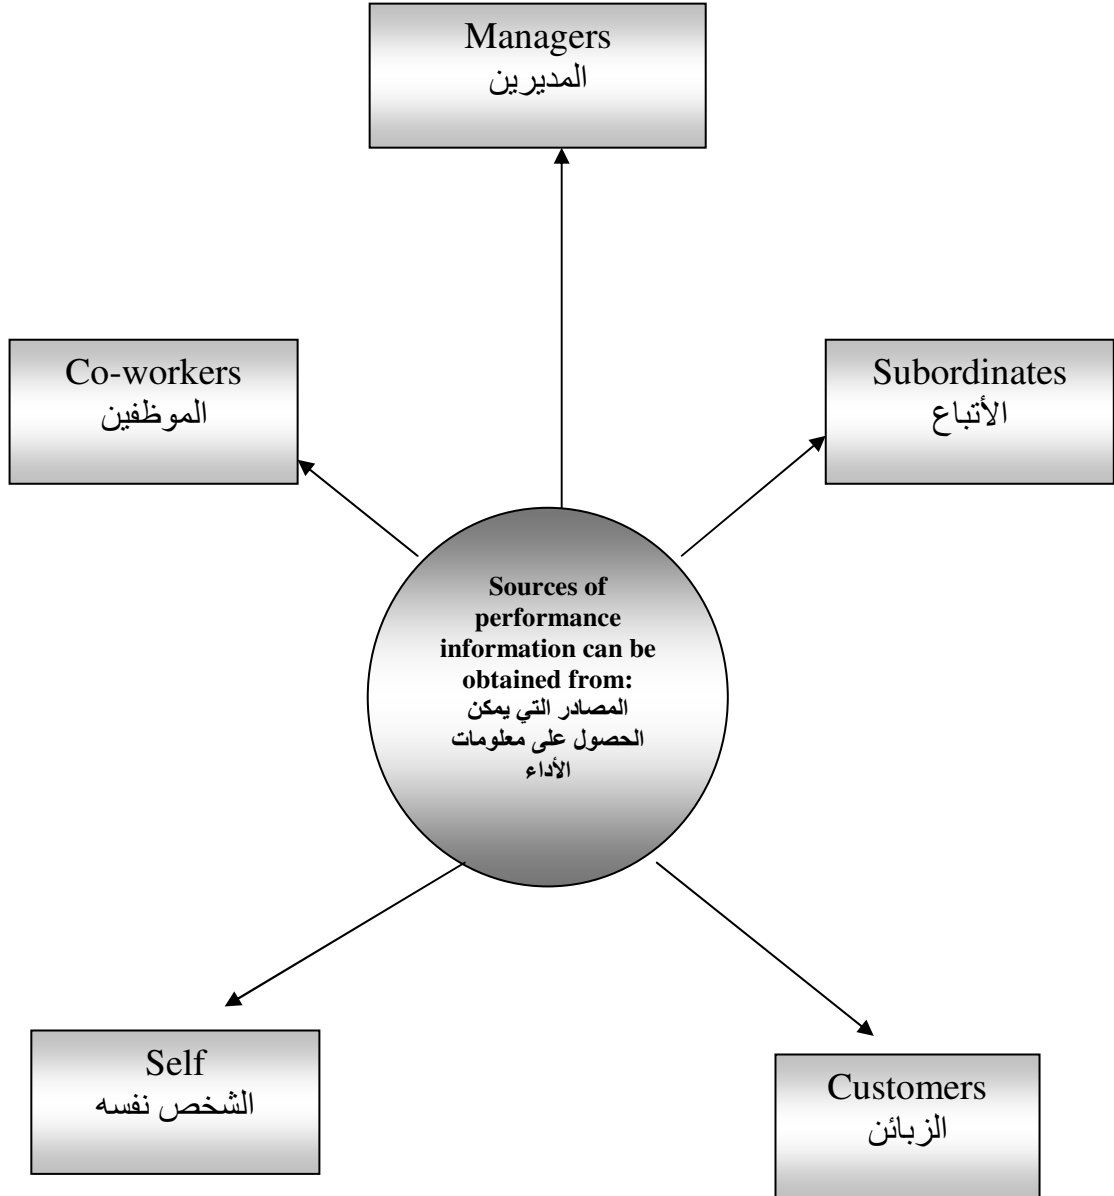 Managers
المديرين
Co-workers
الموظفين
Subordinates
الأتباع
Sources of
performance
information can be
obtained from:
المصادر التي يمكن
الحصول على معلومات
الأداء
Self
الشخص نفسه
Customers
الزبائن